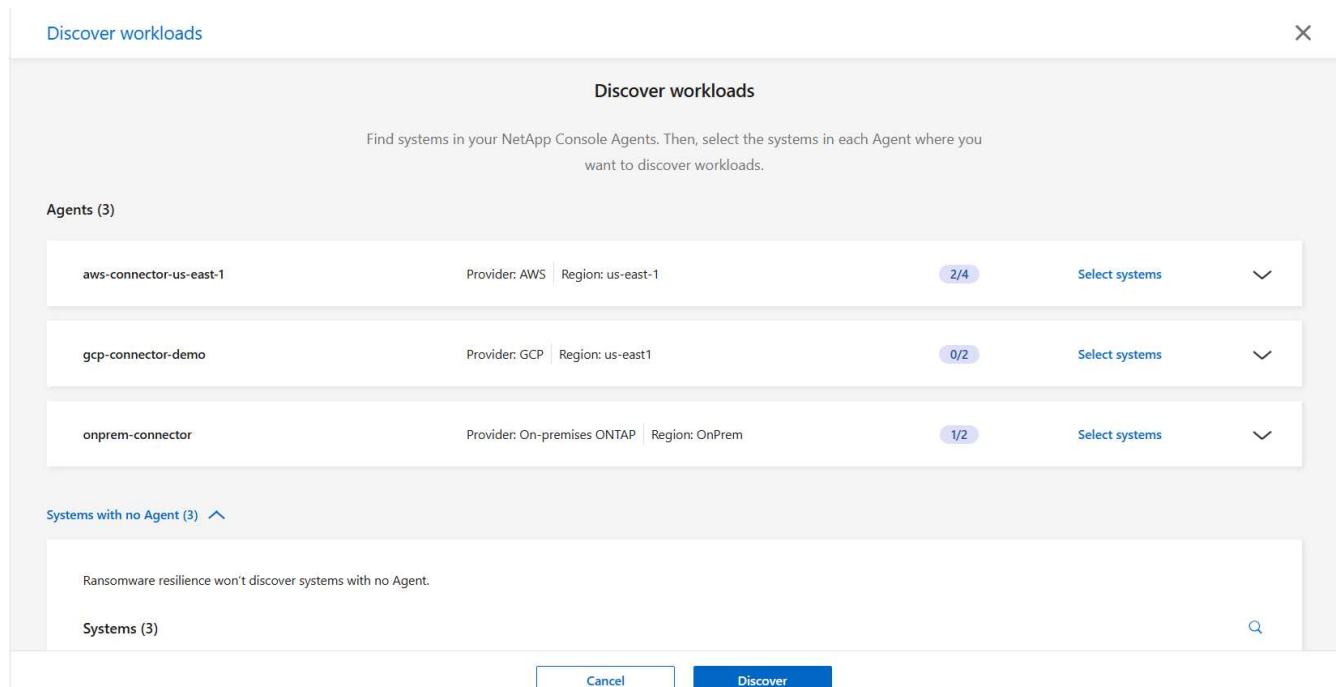 Discover workloads
Discover workloads
Find systems in your NetApp Console Agents. Then, select the systems in each Agent where you
want to discover workloads.
Agents (3)
aws-connector-us-east-1 Provider: AWS Region: us-east-1 2/4 Select systems
gcp-connector-demo Provider: GCP Region: us-east1 0/2 Select systems
onprem-connector Provider: On-premises ONTAP Region: OnPrem 1/2 Select systems
Systems with no Agent (3)
Ransomware resilience won't discover systems with no Agent.
Systems (3)
Cancel Discover